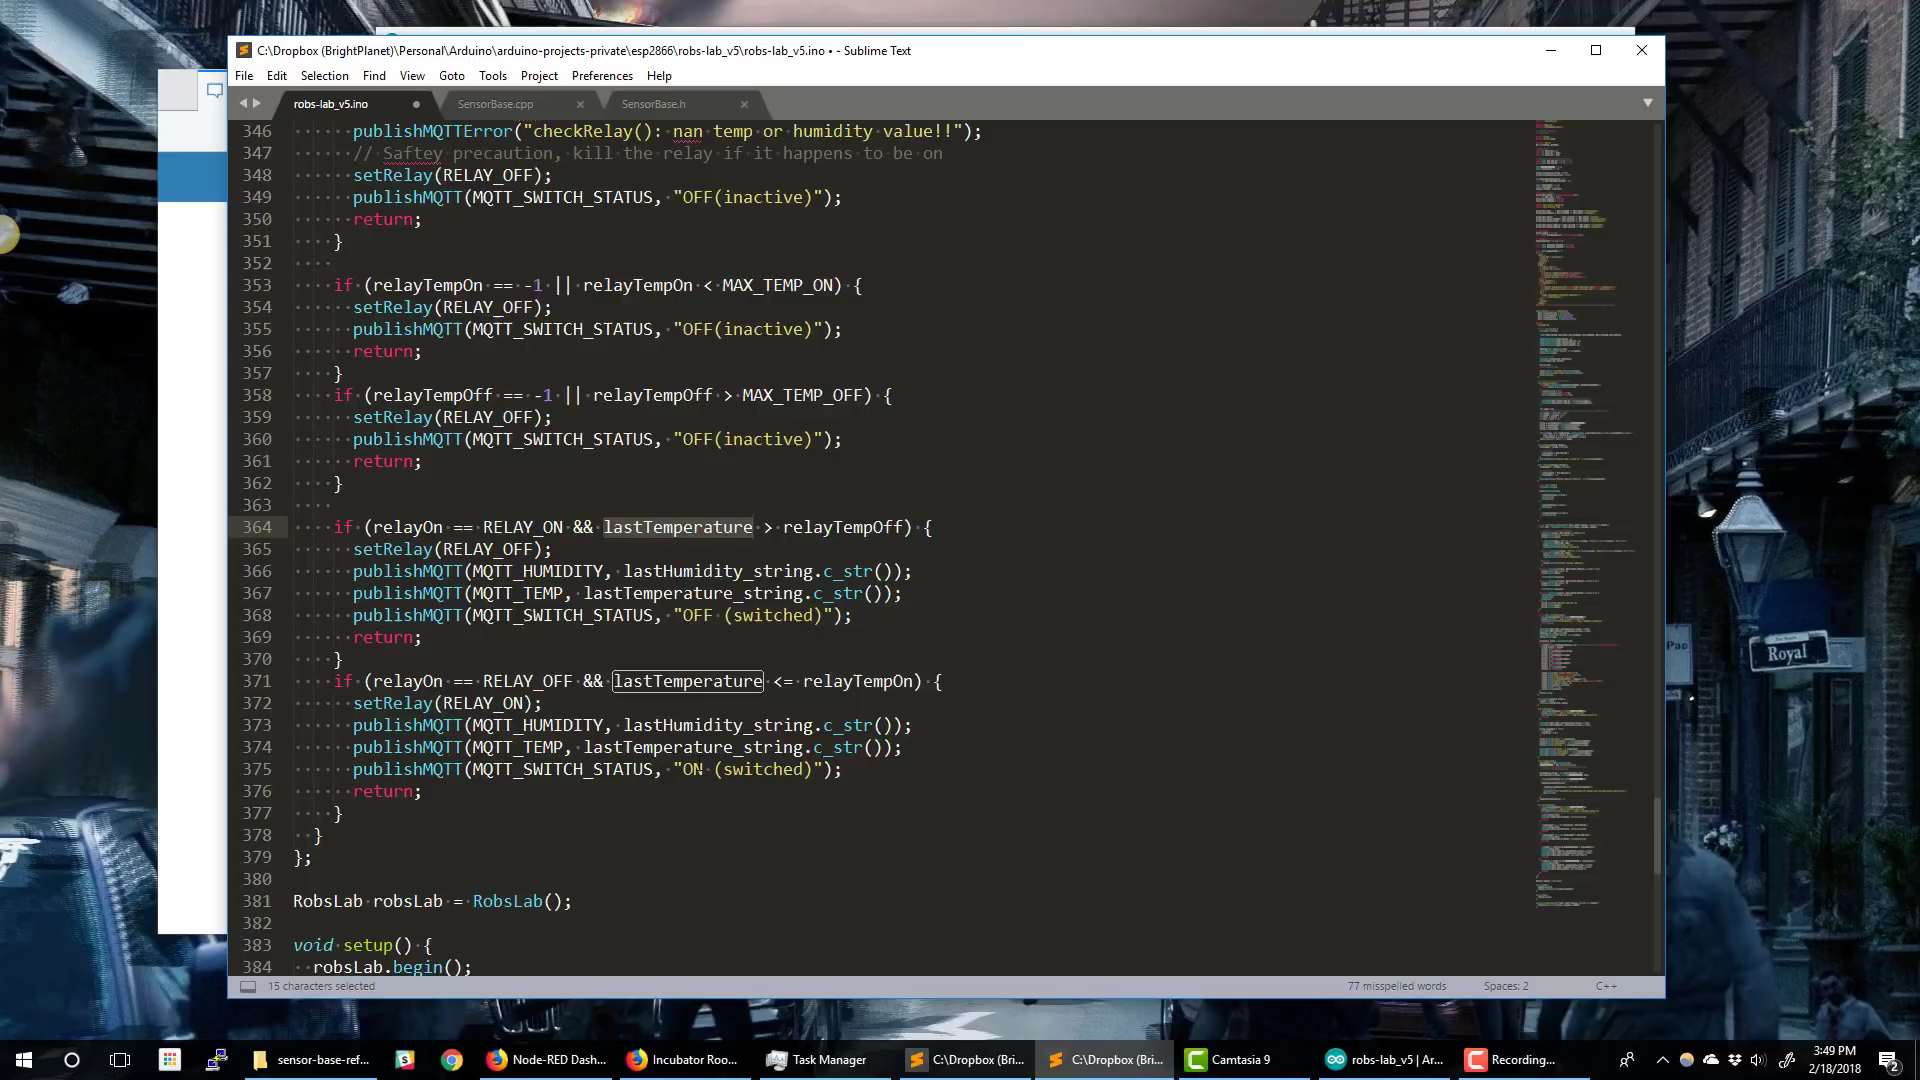 C:\Dropbox (BrightPlanet)\Personal\Arduino\arduino-projects-private\esp2866\robs-lab_v5\robs-lab_v5.ino • - Sublime Text
File Edit Selection Find View Goto Tools Project Preferences Help
robs-lab_v5.ino SensorBase.cpp SensorBase.h
346 publishMQTTError("checkRelay(): nan temp or humidity value!!");
347 // Saftey precaution, kill the relay if it happens to be on
348 setRelay(RELAY_OFF);
349 publishMQTT(MQTT_SWITCH_STATUS, "OFF(inactive)");
350 return;
351 }
352
353 if (relayTempOn == -1 || relayTempOn < MAX_TEMP_ON) {
354 setRelay(RELAY_OFF);
355 publishMQTT(MQTT_SWITCH_STATUS, "OFF(inactive)");
356 return;
357 }
358 if (relayTempOff == -1 || relayTempOff > MAX_TEMP_OFF) {
359 setRelay(RELAY_OFF);
360 publishMQTT(MQTT_SWITCH_STATUS, "OFF(inactive)");
361 return;
362 }
363
364 if (relayOn == RELAY_ON && lastTemperature > relayTempOff) {
365 setRelay(RELAY_OFF);
366 publishMQTT(MQTT_HUMIDITY, lastHumidity_string.c_str());
367 publishMQTT(MQTT_TEMP, lastTemperature_string.c_str());
368 publishMQTT(MQTT_SWITCH_STATUS, "OFF (switched)");
369 return;
370 }
371 if (relayOn == RELAY_OFF && lastTemperature <= relayTempOn) {
372 setRelay(RELAY_ON);
373 publishMQTT(MQTT_HUMIDITY, lastHumidity_string.c_str());
374 publishMQTT(MQTT_TEMP, lastTemperature_string.c_str());
375 publishMQTT(MQTT_SWITCH_STATUS, "ON (switched)");
376 return;
377 }
378 }
379 };
380
381 RobsLab robsLab = RobsLab();
382
383 void setup() {
384 robsLab.begin();
15 characters selected 77 misspelled words Spaces: 2 C++
Royal
sensor-base-ref... Node-RED Dash... Incubator Roo... Task Manager C:\Dropbox (Bri... C:\Dropbox (Bri... Camtasia 9 robs-lab_v5 | Ar... Recording...
3:49 PM
2/18/2018
2